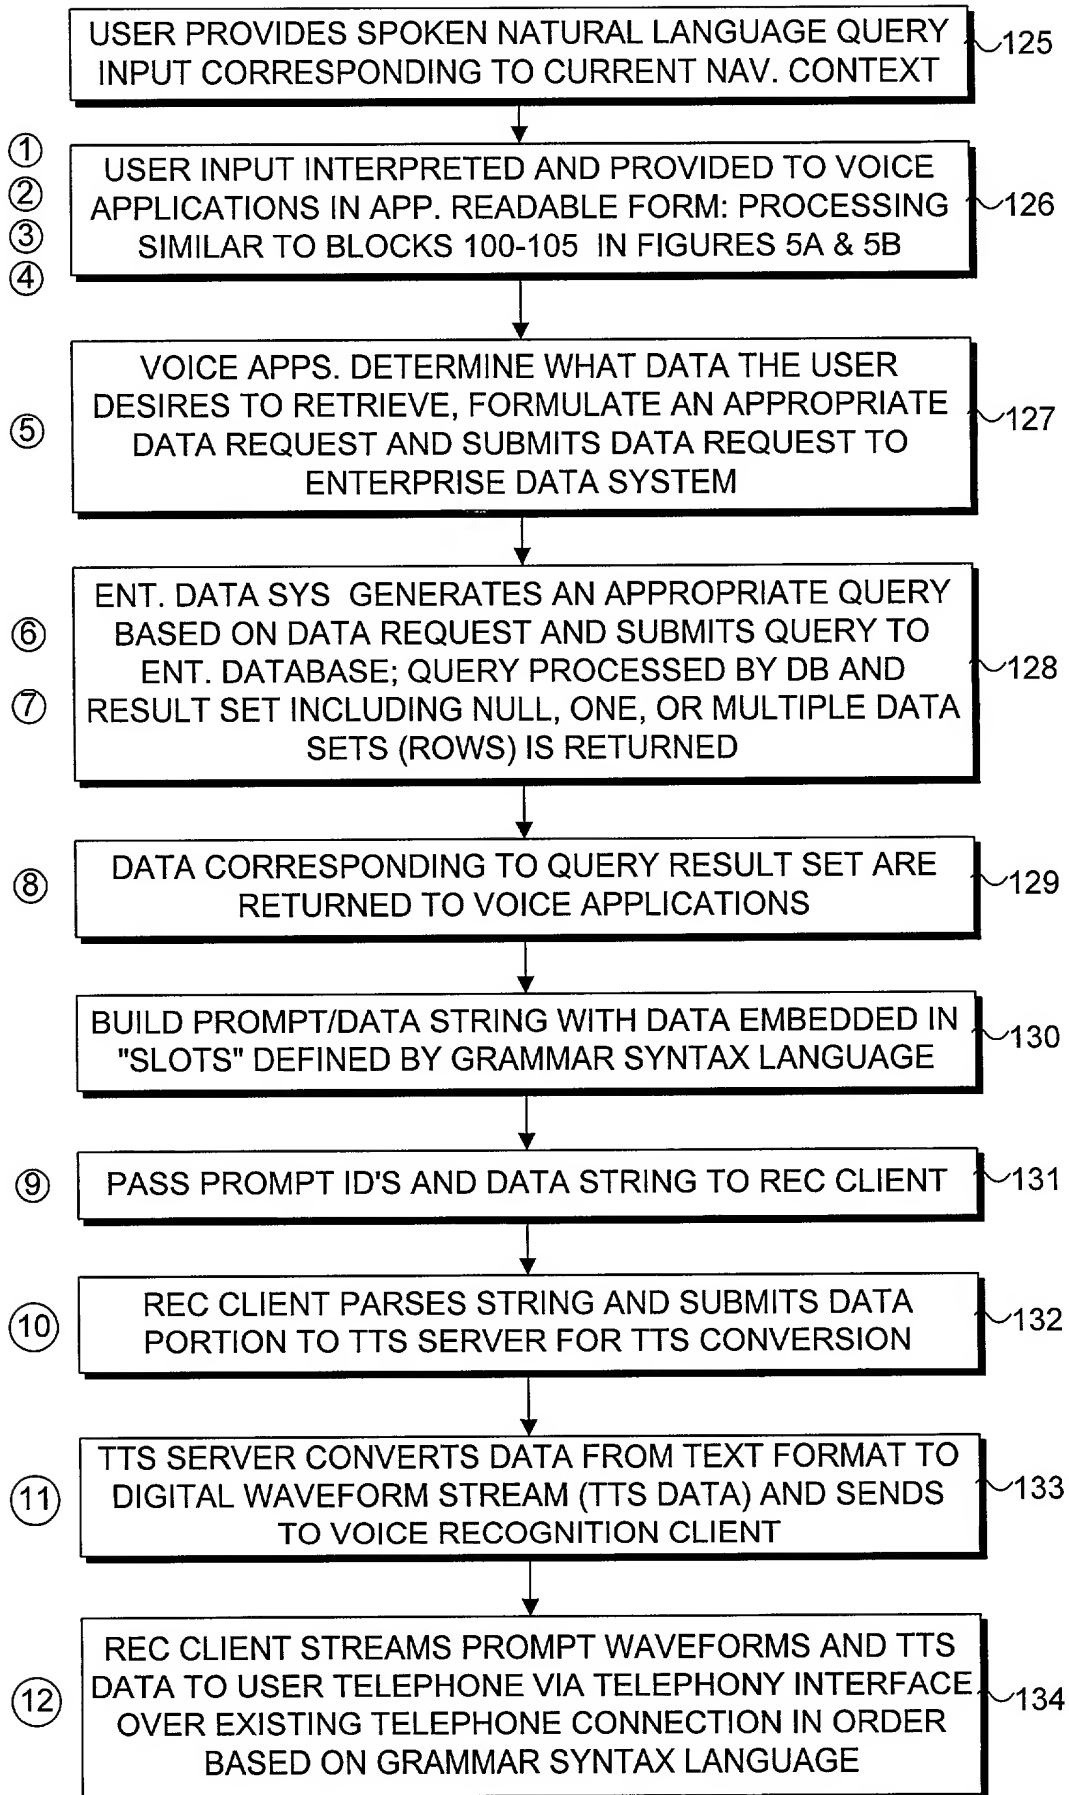 USER PROVIDES SPOKEN NATURAL LANGUAGE QUERY
INPUT CORRESPONDING TO CURRENT NAV. CONTEXT
125
①
②
③
④
USER INPUT INTERPRETED AND PROVIDED TO VOICE
APPLICATIONS IN APP. READABLE FORM: PROCESSING
SIMILAR TO BLOCKS 100-105 IN FIGURES 5A & 5B
126
⑤
VOICE APPS. DETERMINE WHAT DATA THE USER
DESIRES TO RETRIEVE, FORMULATE AN APPROPRIATE
DATA REQUEST AND SUBMITS DATA REQUEST TO
ENTERPRISE DATA SYSTEM
127
⑥
⑦
ENT. DATA SYS GENERATES AN APPROPRIATE QUERY
BASED ON DATA REQUEST AND SUBMITS QUERY TO
ENT. DATABASE; QUERY PROCESSED BY DB AND
RESULT SET INCLUDING NULL, ONE, OR MULTIPLE DATA
SETS (ROWS) IS RETURNED
128
⑧
DATA CORRESPONDING TO QUERY RESULT SET ARE
RETURNED TO VOICE APPLICATIONS
129
BUILD PROMPT/DATA STRING WITH DATA EMBEDDED IN
"SLOTS" DEFINED BY GRAMMAR SYNTAX LANGUAGE
130
⑨
PASS PROMPT ID'S AND DATA STRING TO REC CLIENT
131
⑩
REC CLIENT PARSES STRING AND SUBMITS DATA
PORTION TO TTS SERVER FOR TTS CONVERSION
132
⑪
TTS SERVER CONVERTS DATA FROM TEXT FORMAT TO
DIGITAL WAVEFORM STREAM (TTS DATA) AND SENDS
TO VOICE RECOGNITION CLIENT
133
⑫
REC CLIENT STREAMS PROMPT WAVEFORMS AND TTS
DATA TO USER TELEPHONE VIA TELEPHONY INTERFACE
OVER EXISTING TELEPHONE CONNECTION IN ORDER
BASED ON GRAMMAR SYNTAX LANGUAGE
134